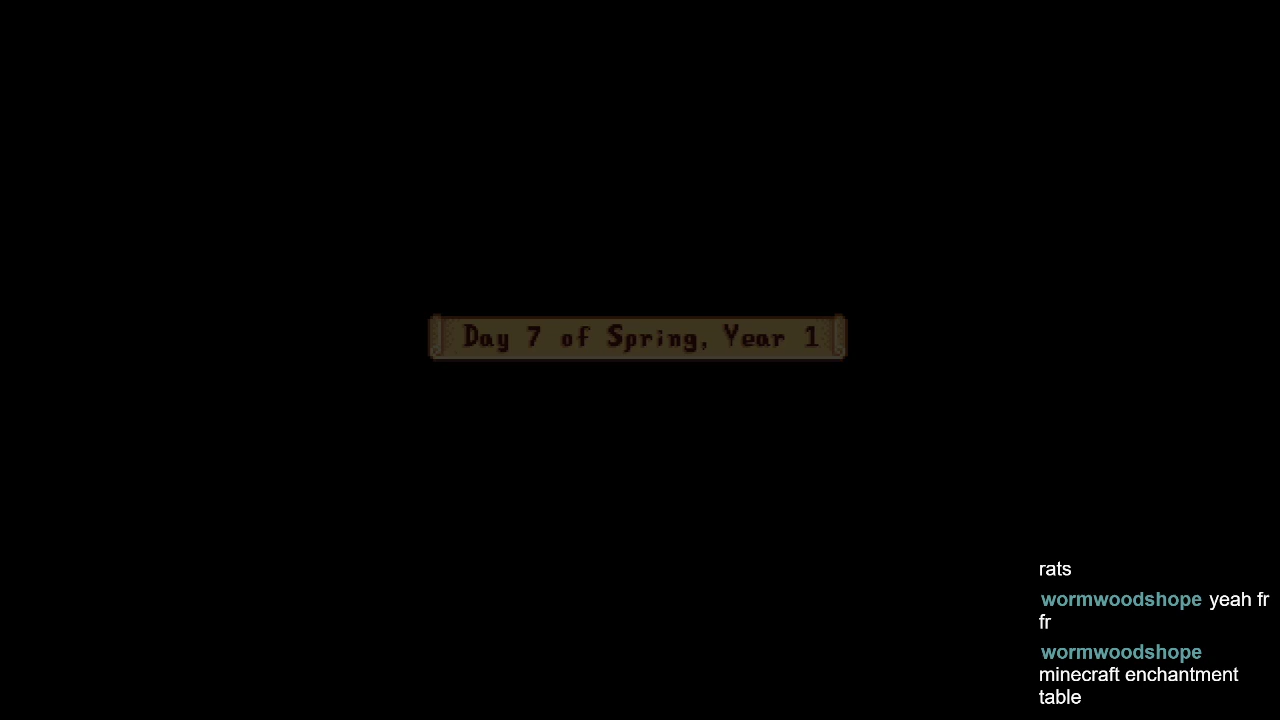 Day 7 of Spring, Year 1
rats
wormwoodshope yeah fr
fr
wormwoodshope
minecraft enchantment
table